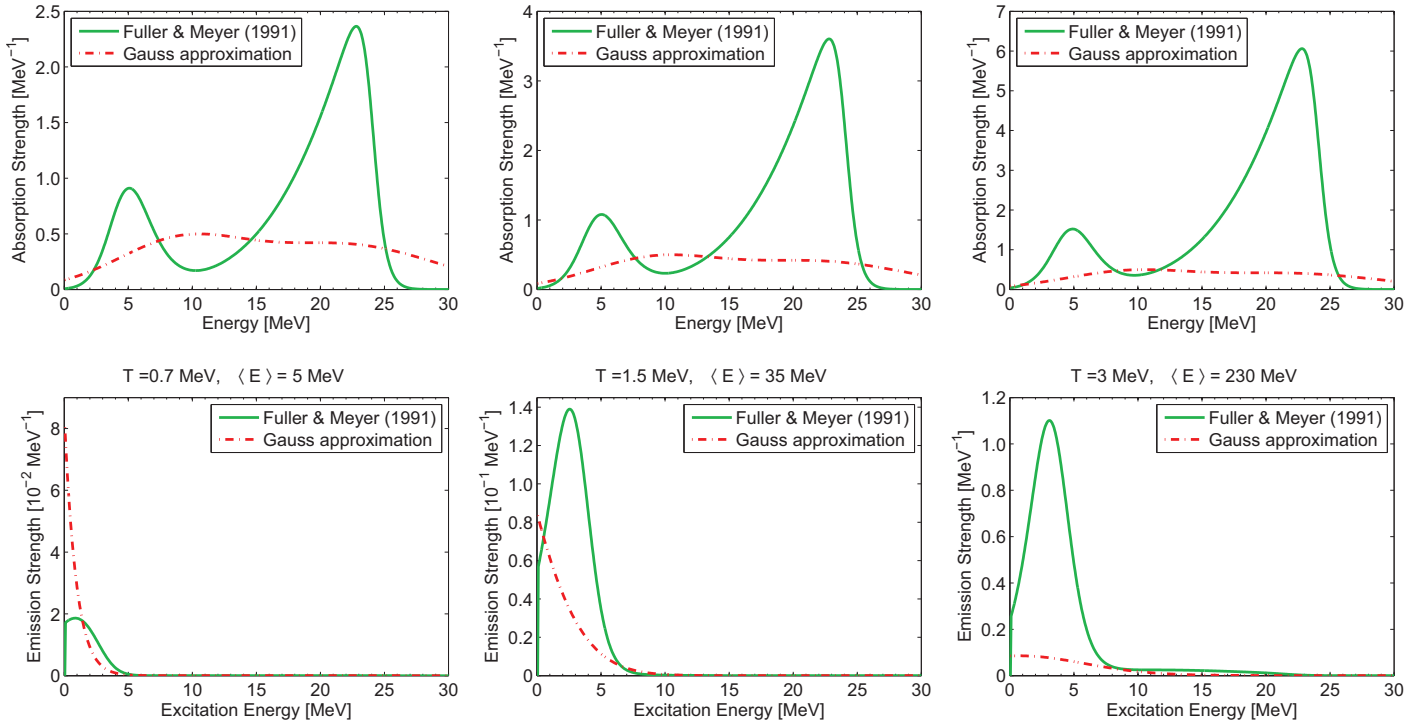 2.5
2.0
1.5
1.0
0.5
0
Absorption Strength [MeV⁻¹]
Fuller & Meyer (1991)
Gauss approximation
0 5 10 15 20 25 30
Energy [MeV]
4
3
2
1
0
Absorption Strength [MeV⁻¹]
Fuller & Meyer (1991)
Gauss approximation
0 5 10 15 20 25 30
Energy [MeV]
7
6
5
4
3
2
1
0
Absorption Strength [MeV⁻¹]
Fuller & Meyer (1991)
Gauss approximation
0 5 10 15 20 25 30
Energy [MeV]
T =0.7 MeV, ⟨ E ⟩ = 5 MeV
8
6
4
2
0
Emission Strength [10⁻² MeV⁻¹]
Fuller & Meyer (1991)
Gauss approximation
0 5 10 15 20 25 30
Excitation Energy [MeV]
T =1.5 MeV, ⟨ E ⟩ = 35 MeV
1.4
1.2
1.0
0.8
0.6
0.4
0.2
0
Emission Strength [10⁻¹ MeV⁻¹]
Fuller & Meyer (1991)
Gauss approximation
0 5 10 15 20 25 30
Excitation Energy [MeV]
T =3 MeV, ⟨ E ⟩ = 230 MeV
1.2
1.0
0.8
0.6
0.4
0.2
0
Emission Strength [MeV⁻¹]
Fuller & Meyer (1991)
Gauss approximation
0 5 10 15 20 25 30
Excitation Energy [MeV]